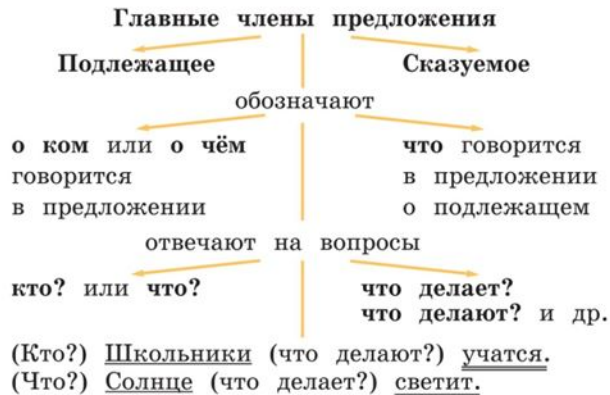 Главные члены предложения
Подлежащее Сказуемое
обозначают
о ком или о чём что говорится
говорится в предложении
в предложении о подлежащем
отвечают на вопросы
кто? или что? что делает?
что делают? и др.
(Кто?) Школьники (что делают?) учатся.
(Что?) Солнце (что делает?) светит.